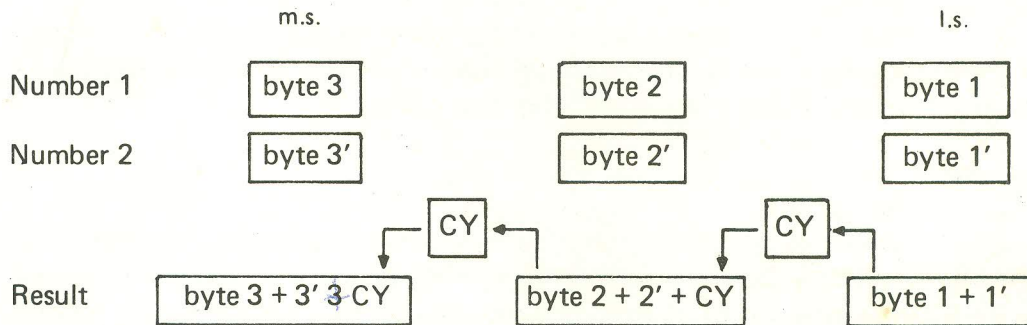 m.s. l.s.
Number 1 byte 3 byte 2 byte 1
Number 2 byte 3′ byte 2′ byte 1′
CY CY
Result byte 3 + 3′ 3 CY byte 2 + 2′ + CY byte 1 + 1′